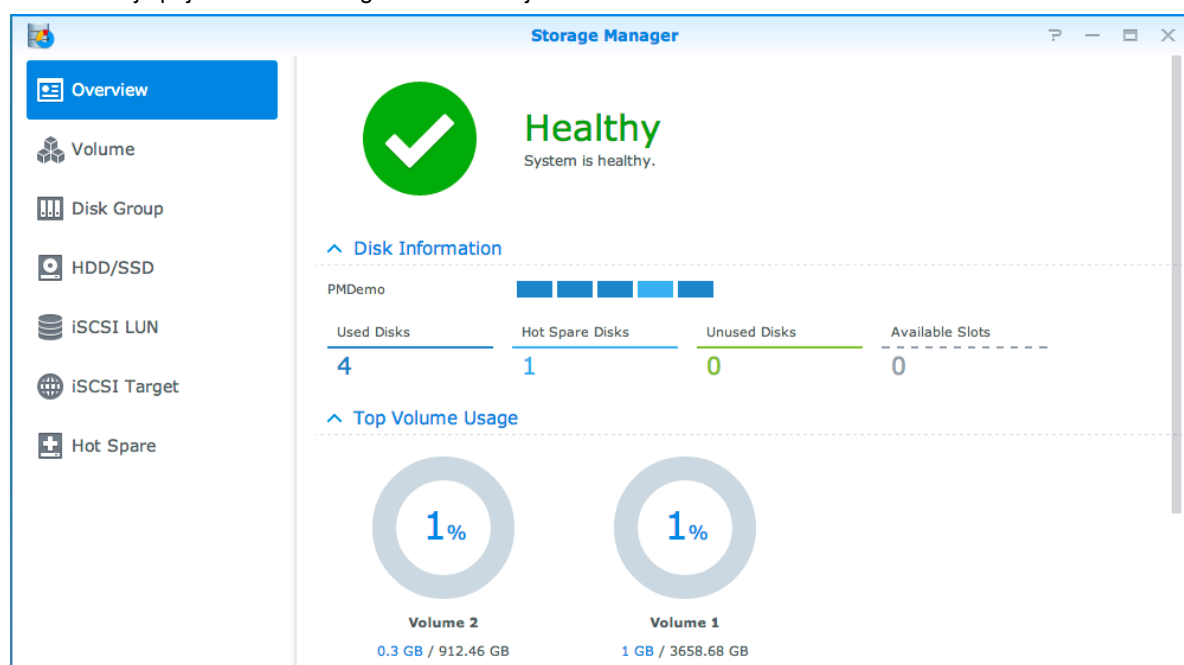 Storage Manager
Overview
Volume
Disk Group
HDD/SSD
iSCSI LUN
iSCSI Target
Hot Spare
Healthy
System is healthy.
Disk Information
PMDemo
Used Disks Hot Spare Disks Unused Disks Available Slots
4 1 0 0
Top Volume Usage
1% 1%
Volume 2 Volume 1
0.3 GB / 912.46 GB 1 GB / 3658.68 GB